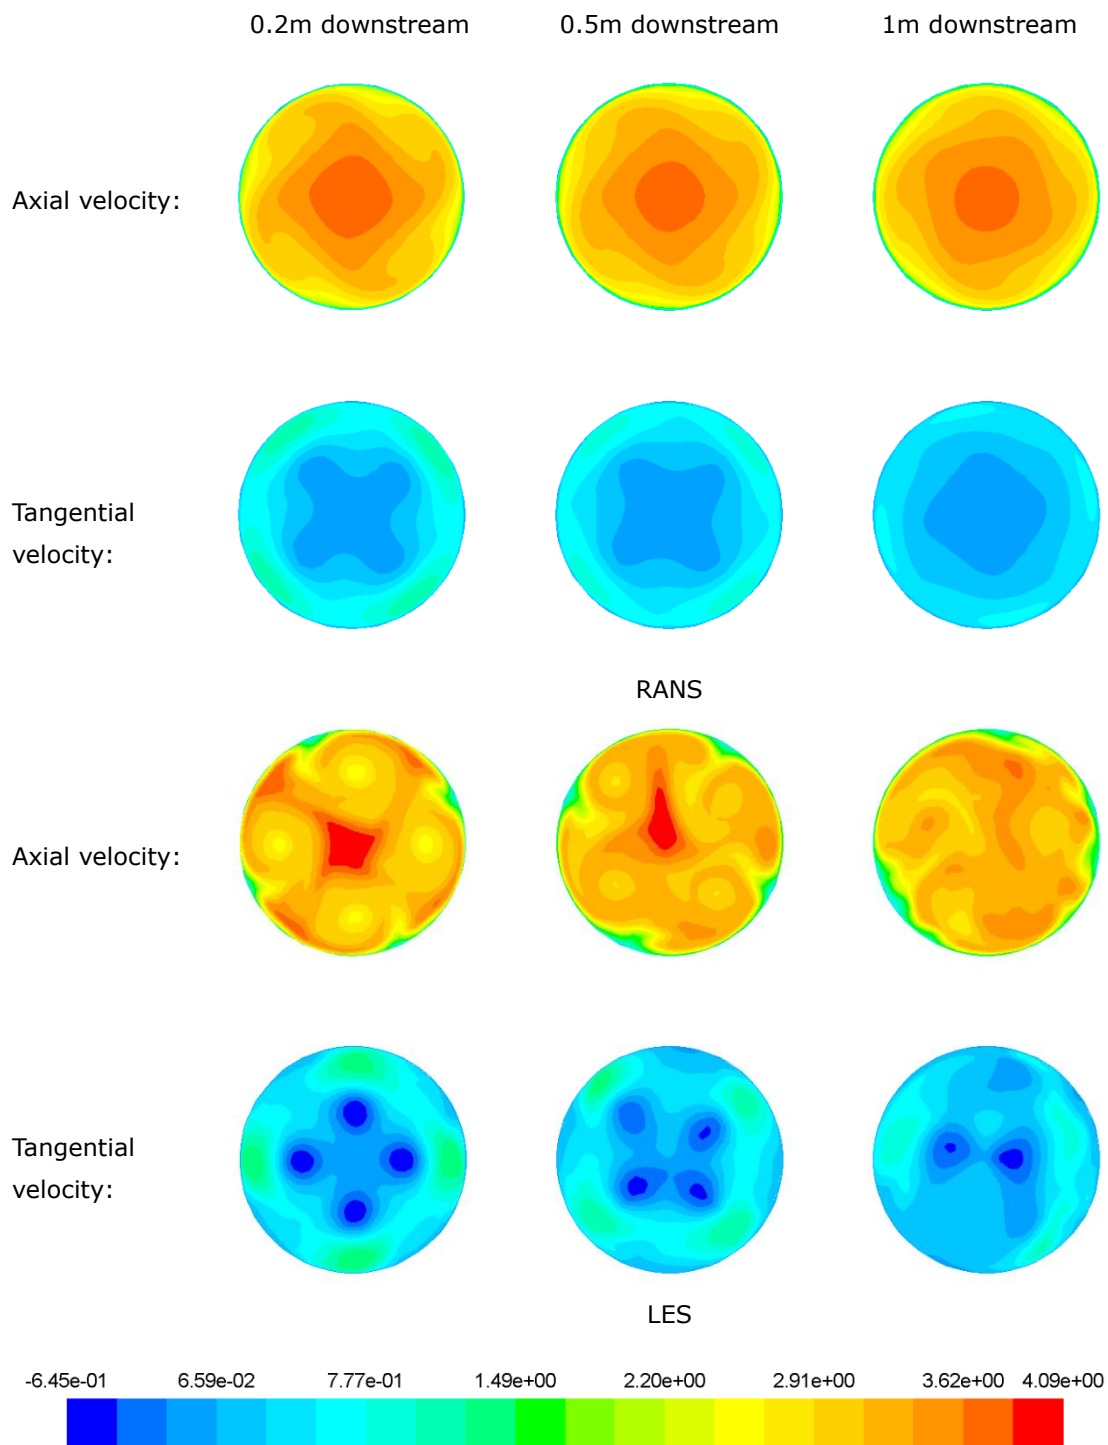 0.2m downstream 0.5m downstream 1m downstream
Axial velocity:
Tangential
velocity:
RANS
Axial velocity:
Tangential
velocity:
LES
-6.45e-01 6.59e-02 7.77e-01 1.49e+00 2.20e+00 2.91e+00 3.62e+00 4.09e+00